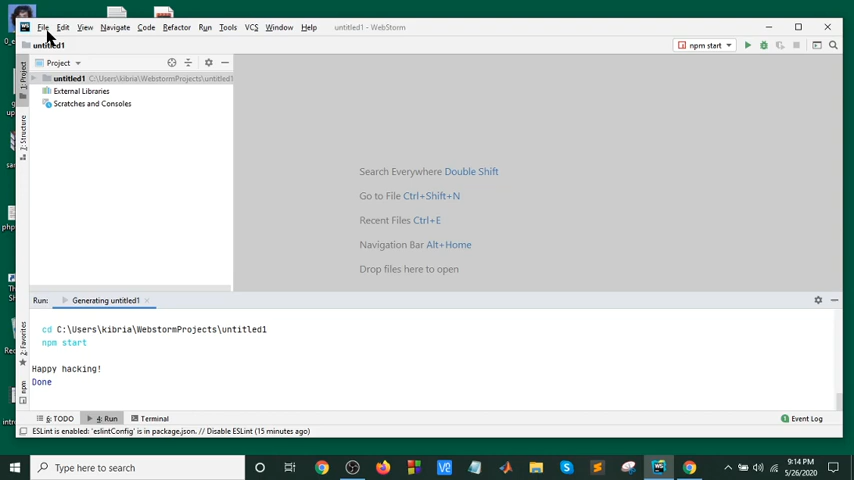 File Edit View Navigate Code Refactor Run Tools VCS Window Help untitled1 - WebStorm
untitled1
npm start
1: Project
Project
untitled1 C:\Users\kibria\WebstormProjects\untitled1
External Libraries
Scratches and Consoles
Z: Structure
Search Everywhere Double Shift
Go to File Ctrl+Shift+N
Recent Files Ctrl+E
Navigation Bar Alt+Home
Drop files here to open
Run: Generating untitled1
cd C:\Users\kibria\WebstormProjects\untitled1
npm start
Happy hacking!
Done
2: Favorites
npm
6: TODO 4: Run Terminal Event Log
ESLint is enabled: 'eslintConfig' is in package.json. // Disable ESLint (15 minutes ago)
Type here to search
9:14 PM
5/26/2020